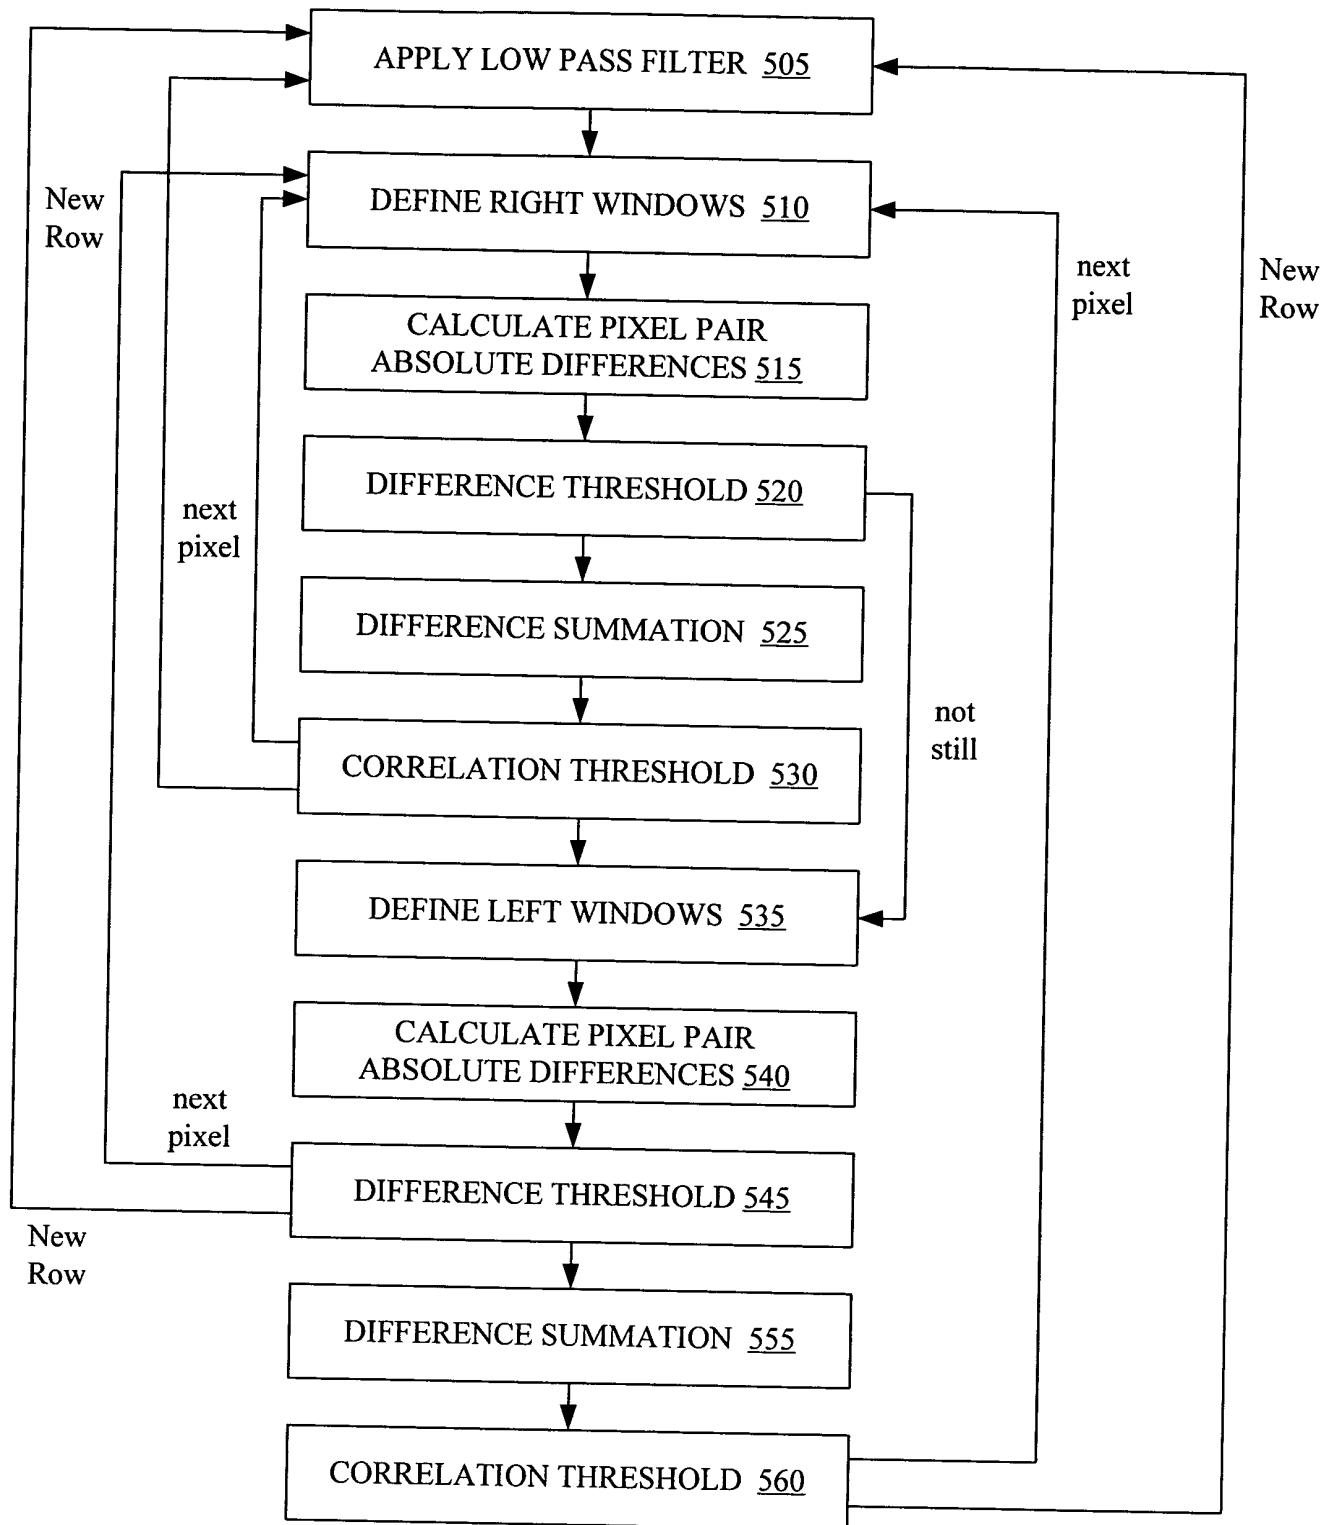 APPLY LOW PASS FILTER 505
New
Row
DEFINE RIGHT WINDOWS 510
next
pixel
New
Row
CALCULATE PIXEL PAIR
ABSOLUTE DIFFERENCES 515
DIFFERENCE THRESHOLD 520
next
pixel
DIFFERENCE SUMMATION 525
not
still
CORRELATION THRESHOLD 530
DEFINE LEFT WINDOWS 535
CALCULATE PIXEL PAIR
ABSOLUTE DIFFERENCES 540
next
pixel
DIFFERENCE THRESHOLD 545
New
Row
DIFFERENCE SUMMATION 555
CORRELATION THRESHOLD 560